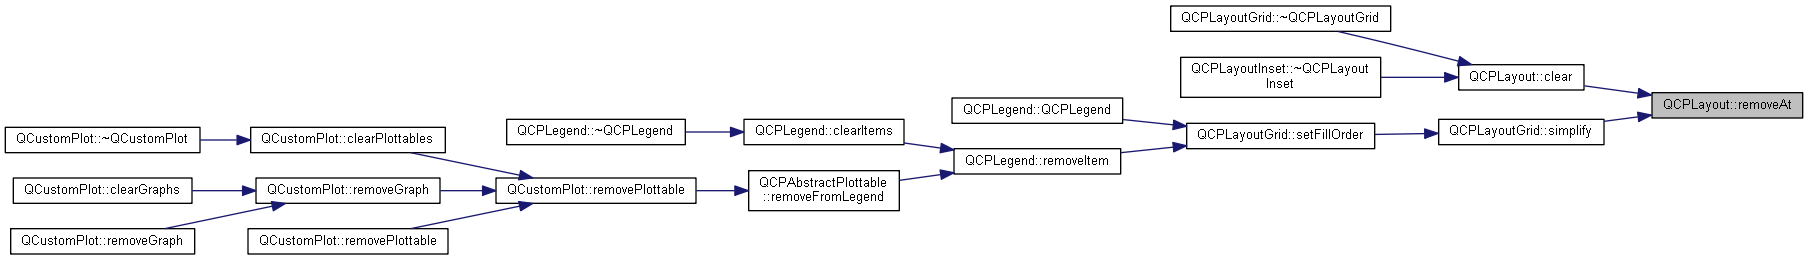 QCPLayoutGrid::~QCPLayoutGrid
QCPLayoutInset::~QCPLayout
Inset
QCPLayout::clear
QCPLayout::removeAt
QCPLegend::QCPLegend
QCPLegend::~QCPLegend
QCPLegend::clearItems
QCPLayoutGrid::setFillOrder
QCPLayoutGrid::simplify
QCustomPlot::~QCustomPlot
QCustomPlot::clearPlottables
QCPLegend::removeItem
QCustomPlot::clearGraphs
QCustomPlot::removeGraph
QCustomPlot::removePlottable
QCPAbstractPlottable
::removeFromLegend
QCustomPlot::removeGraph
QCustomPlot::removePlottable